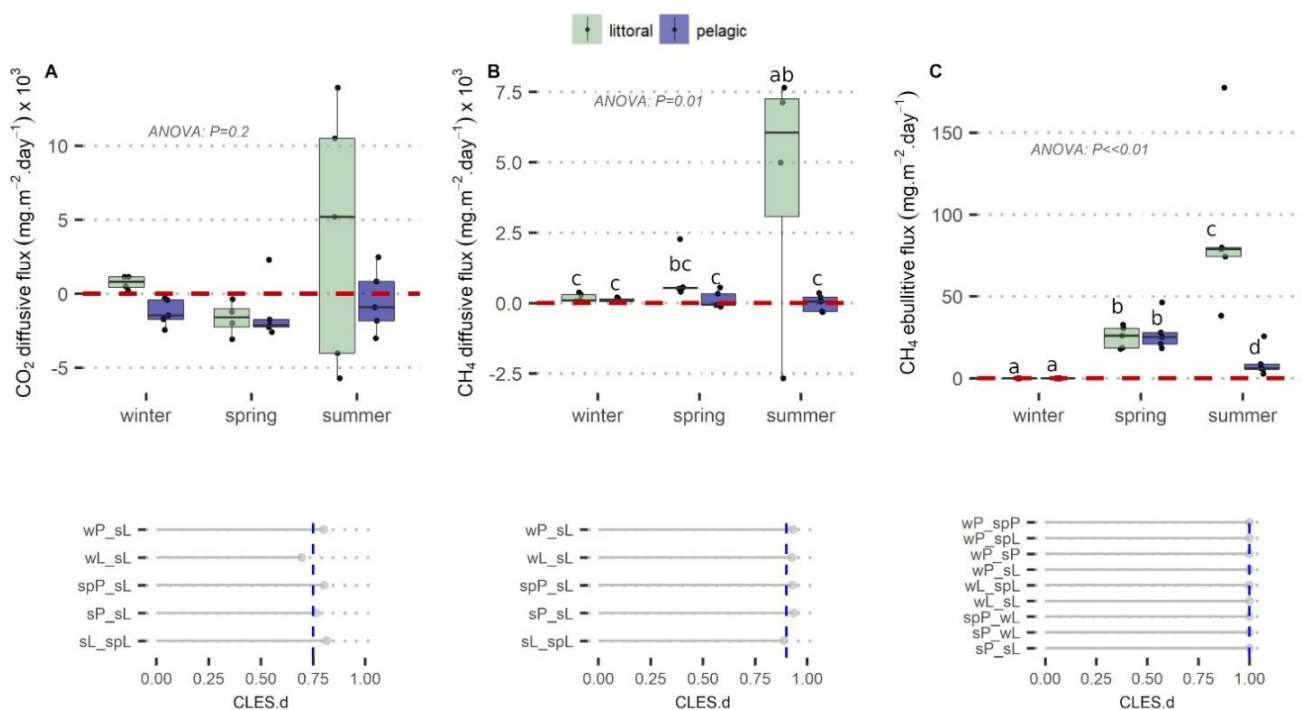 littoral pelagic
A
CO₂ diffusive flux (mg.m⁻².day⁻¹) x 10³
ANOVA: P=0.2
10
5
0
-5
winter spring summer
B
CH₄ diffusive flux (mg.m⁻².day⁻¹) x 10³
ANOVA: P=0.01
7.5
5.0
2.5
0.0
-2.5
c c bc c ab c
winter spring summer
C
CH₄ ebullitive flux (mg.m⁻².day⁻¹)
ANOVA: P<<0.01
150
100
50
0
a a b b c d
winter spring summer
wP_sL
wL_sL
spP_sL
sP_sL
sL_spL
0.00 0.25 0.50 0.75 1.00
CLES.d
wP_sL
wL_sL
spP_sL
sP_sL
sL_spL
0.00 0.25 0.50 0.75 1.00
CLES.d
wP_spP
wP_spL
wP_sP
wP_sL
wL_spL
wL_sL
spP_wL
sP_wL
sP_sL
0.00 0.25 0.50 0.75 1.00
CLES.d